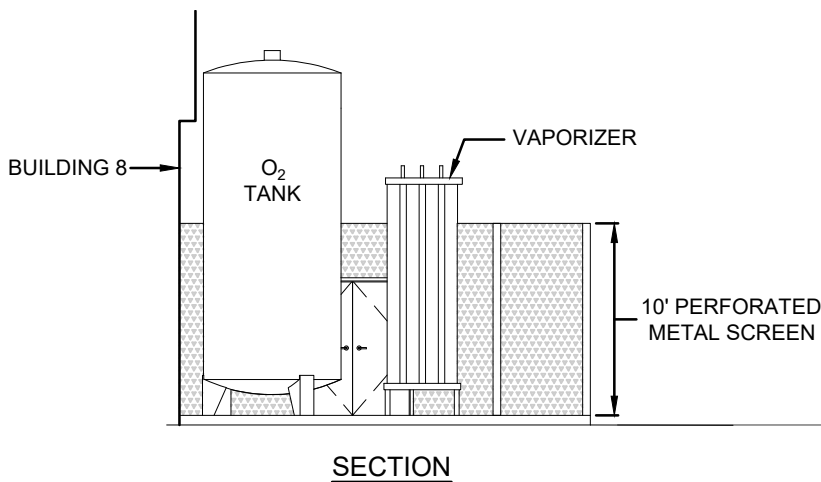 VAPORIZER
BUILDING 8
O₂
TANK
10' PERFORATED
METAL SCREEN
SECTION